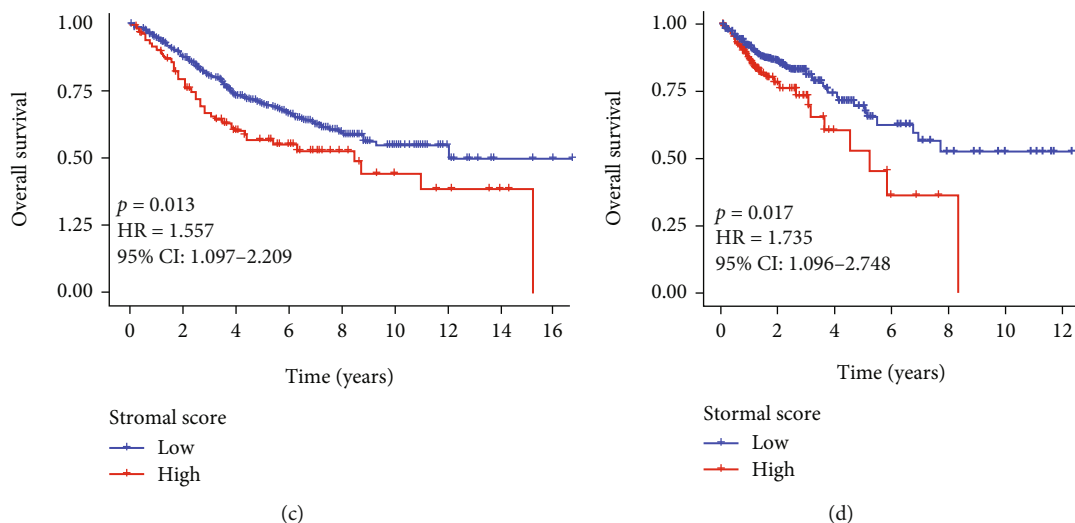 1.00
0.75
0.50
1.25
0.00
Overall survival
p = 0.013
HR = 1.557
95% CI: 1.097–2.209
0 2 4 6 8 10 12 14 16
Time (years)
Stromal score
Low
High
(c)
1.00
0.75
0.50
0.25
0.00
Overall survival
p = 0.017
HR = 1.735
95% CI: 1.096–2.748
0 2 4 6 8 10 12
Time (years)
Stormal score
Low
High
(d)